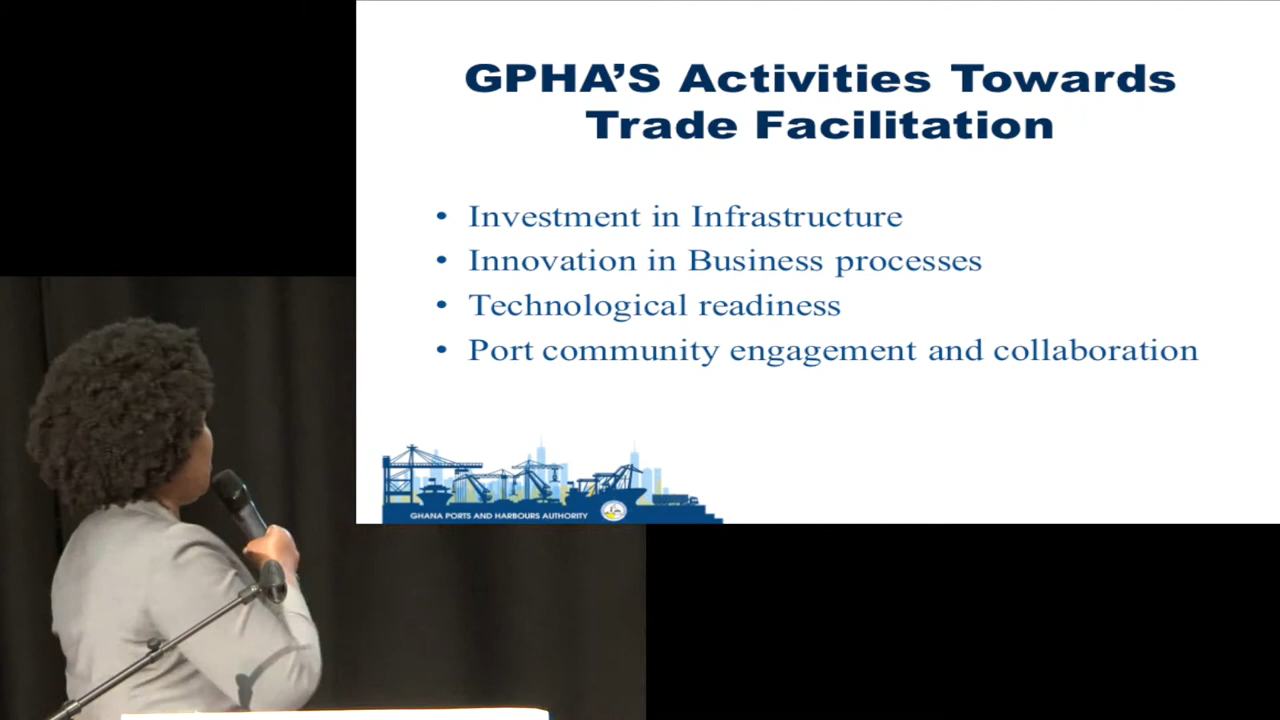 GPHA'S Activities Towards
Trade Facilitation
• Investment in Infrastructure
• Innovation in Business processes
• Technological readiness
• Port community engagement and collaboration
GHANA PORTS AND HARBOURS AUTHORITY